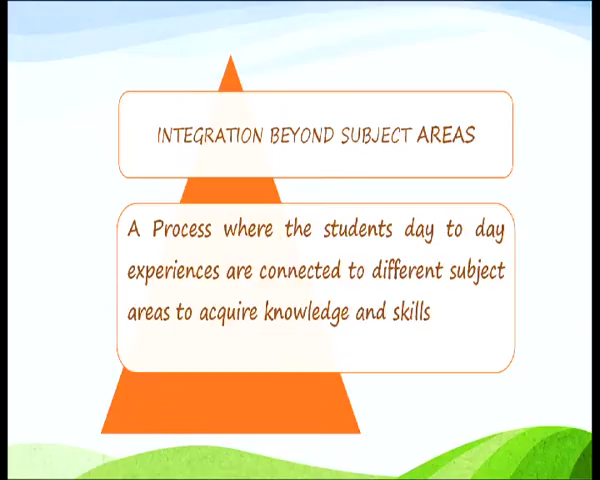 INTEGRATION BEYOND SUBJECT AREAS
A Process where the students day to day
experiences are connected to different subject
areas to acquire knowledge and skills